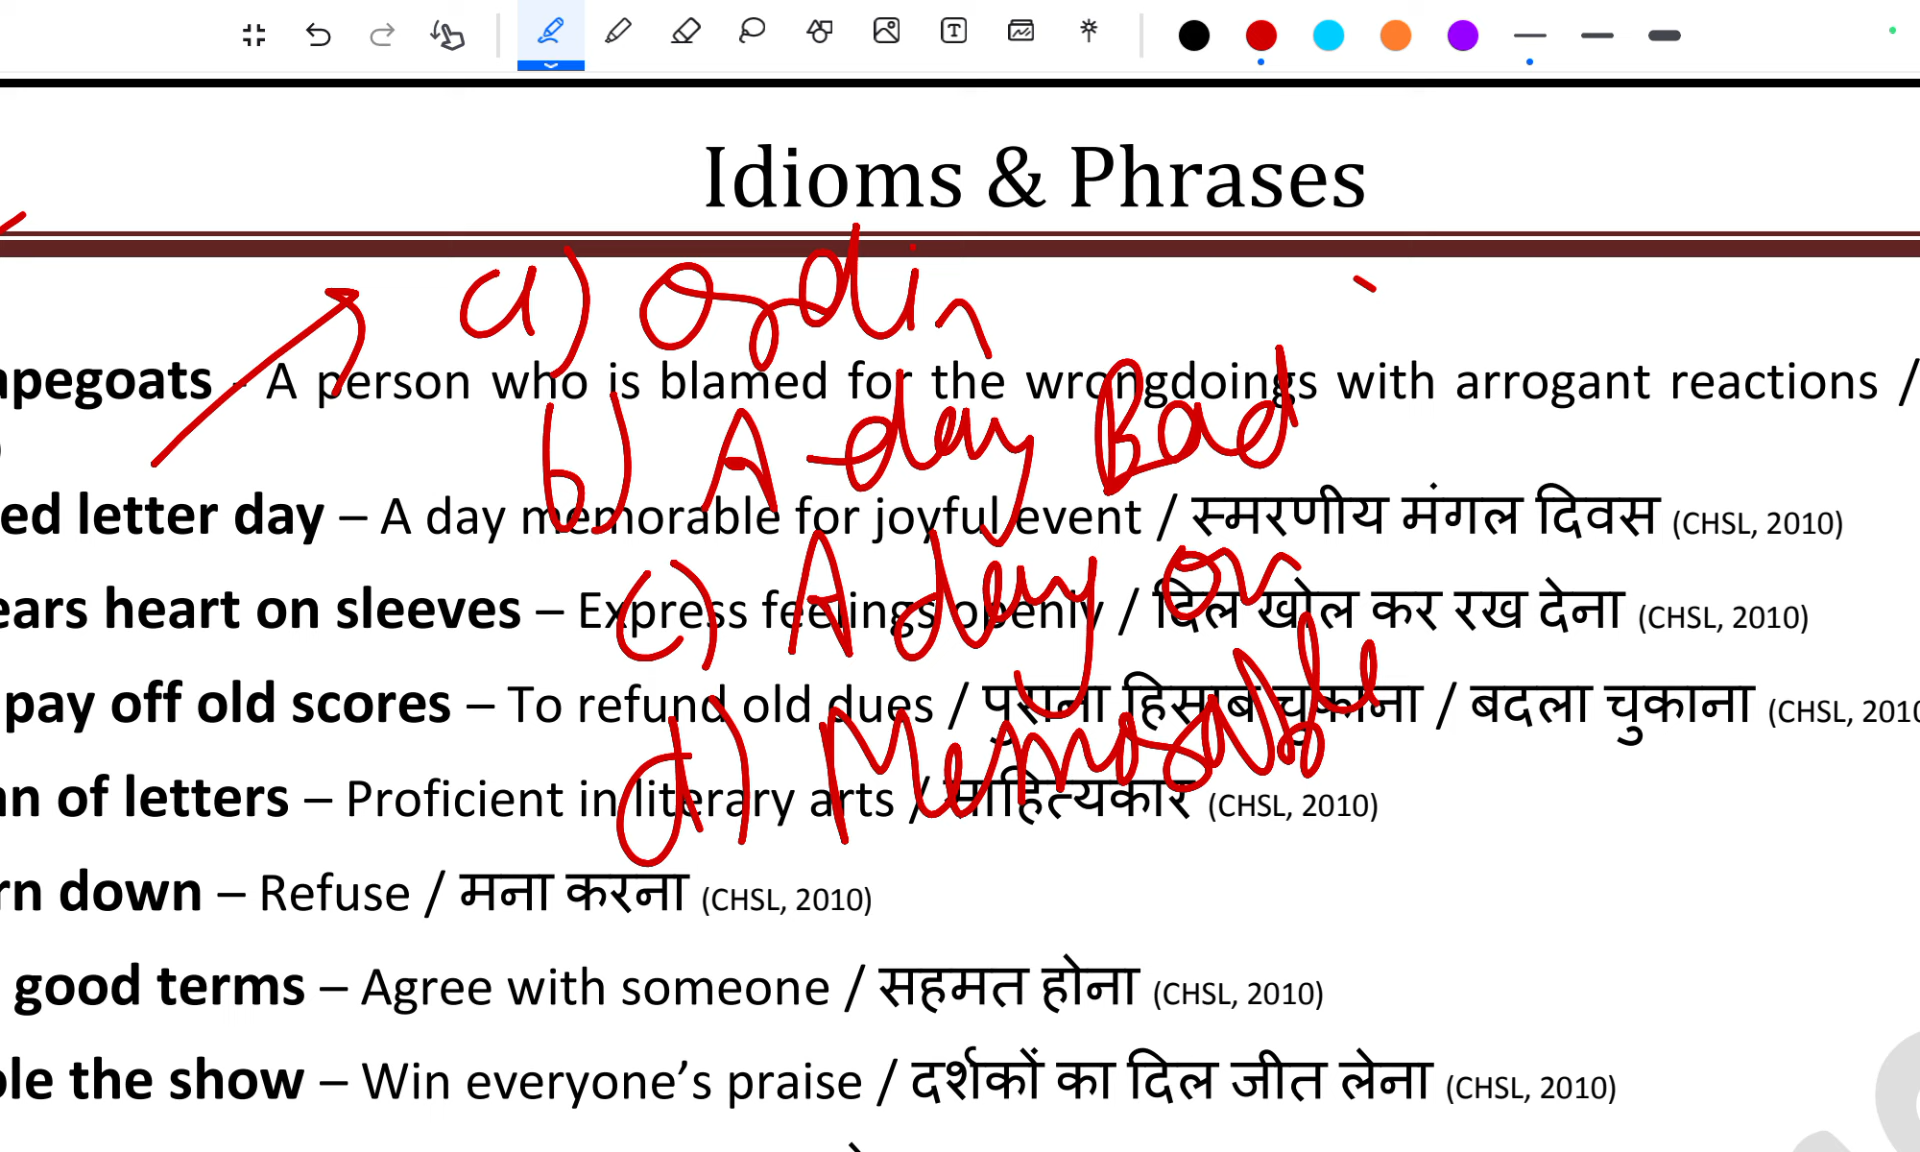 Idioms & Phrases
a) ordin
apegoats - A person who is blamed for the wrongdoings with arrogant reactions /
)
b) A day Bad
ed letter day – A day memorable for joyful event / स्मरणीय मंगल दिवस (CHSL, 2010)
c) A day on
ears heart on sleeves – Express feelings openly / दिल खोल कर रख देना (CHSL, 2010)
pay off old scores – To refund old dues / पुराना हिसाब चुकाना / बदला चुकाना (CHSL, 2010
d) Memorable
an of letters – Proficient in literary arts / साहित्यकार (CHSL, 2010)
rn down – Refuse / मना करना (CHSL, 2010)
good terms – Agree with someone / सहमत होना (CHSL, 2010)
ble the show – Win everyone’s praise / दर्शकों का दिल जीत लेना (CHSL, 2010)